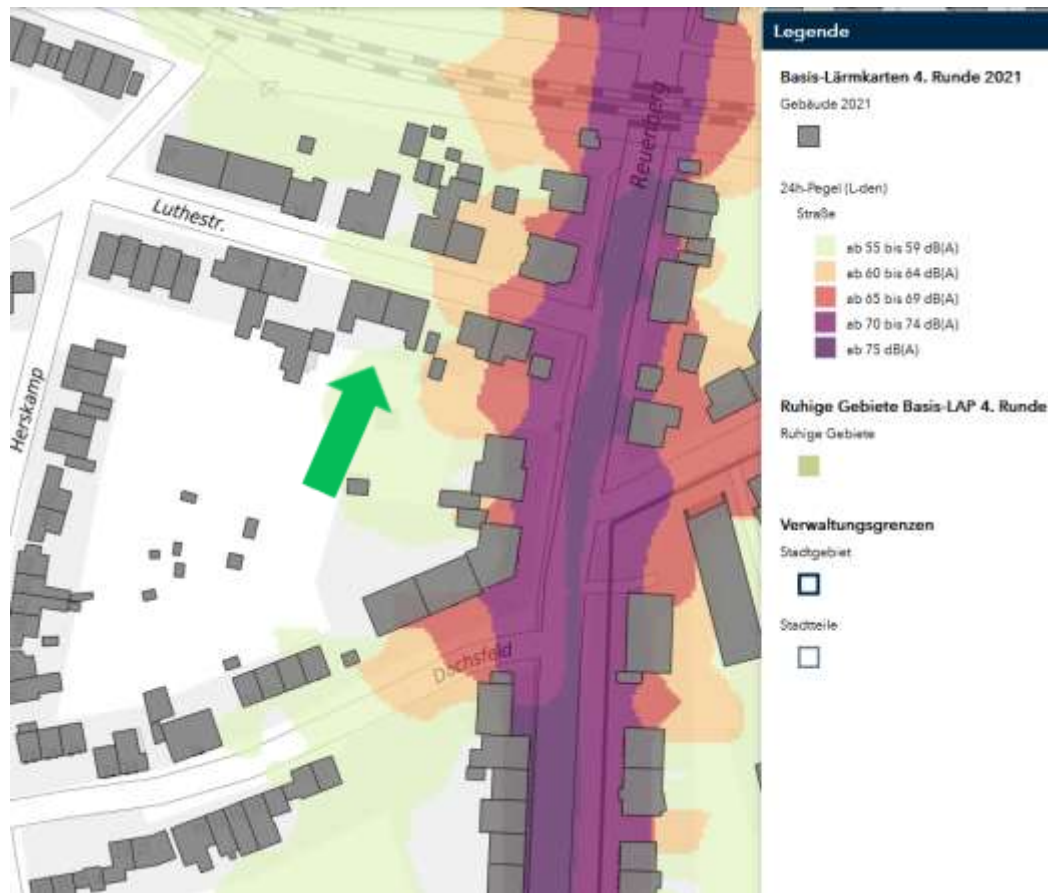 Legende
Basis-Lärmkarten 4. Runde 2021
Gebäude 2021
24h-Pegel (L-den)
Straße
ab 55 bis 59 dB(A)
ab 60 bis 64 dB(A)
ab 65 bis 69 dB(A)
ab 70 bis 74 dB(A)
ab 75 dB(A)
Ruhige Gebiete Basis-LAP 4. Runde
Ruhige Gebiete
Verwaltungsgrenzen
Stadtgebiet
Stadtteile
Reuenberg
Luthestr.
Herskamp
Dachsfeld